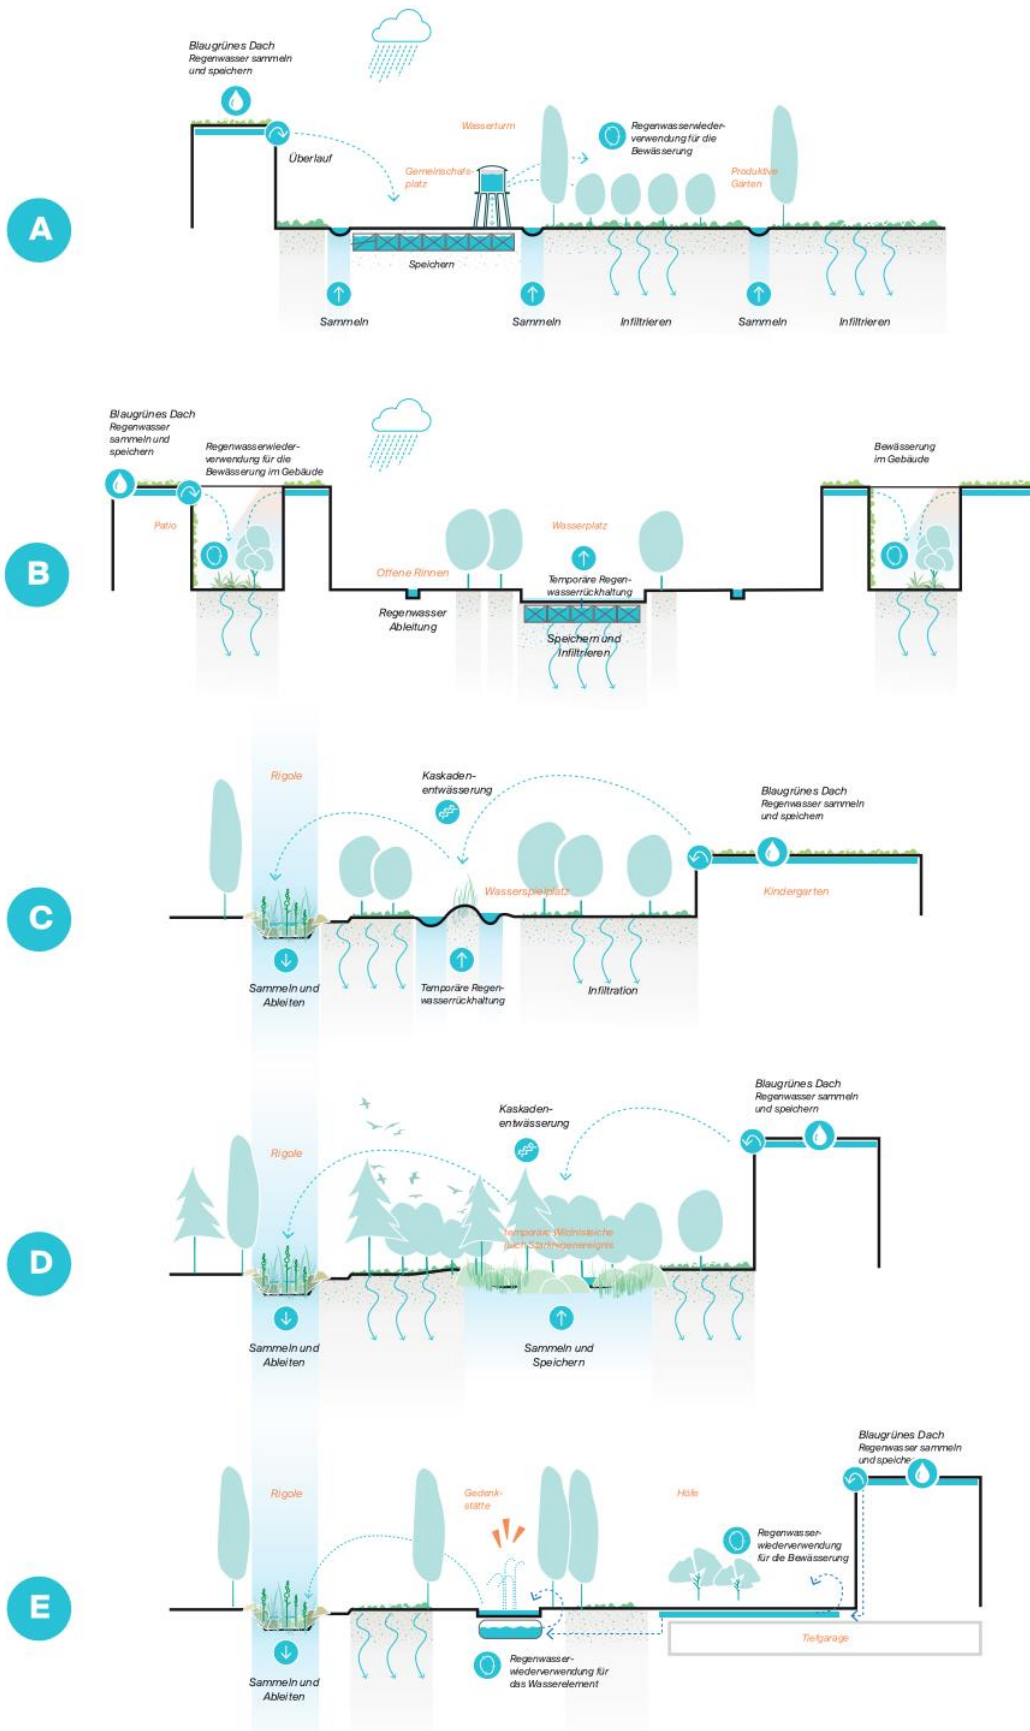 Blaugrünes Dach
Regenwasser sammeln
und speichern
Überlauf
Wasserturm
Gemeinschafs-
platz
Regenwasserwieder-
verwendung für die
Bewässerung
Produktive
Gärten
A
Speichern
Sammeln
Sammeln
Infiltrieren
Sammeln
Infiltrieren
Blaugrünes Dach
Regenwasser
sammeln und
speichern
Regenwasserwieder-
verwendung für die
Bewässerung im Gebäude
Bewässerung
im Gebäude
Patio
Wasserplatz
B
Offene Rinnen
Temporäre Regen-
wasserrückhaltung
Regenwasser
Ableitung
Speichern und
Infiltrieren
Rigole
Kaskaden-
entwässerung
Blaugrünes Dach
Regenwasser sammeln
und speichern
Wasserspielplatz
Kindergarten
C
Sammeln und
Ableiten
Temporäre Regen-
wasserrückhaltung
Infiltration
Blaugrünes Dach
Regenwasser sammeln
und speichern
Kaskaden-
entwässerung
Rigole
temporäre Wildnisteiche
D
Sammeln und
Ableiten
Sammeln und
Speichern
Blaugrünes Dach
Regenwasser sammeln
und speiche
Rigole
Gedenk-
stätte
Höfe
Regenwasser-
wiederverwendung
für die Bewässerung
E
Tiefgarage
Sammeln und
Ableiten
Regenwasser-
wiederverwendung für
das Wasserelement